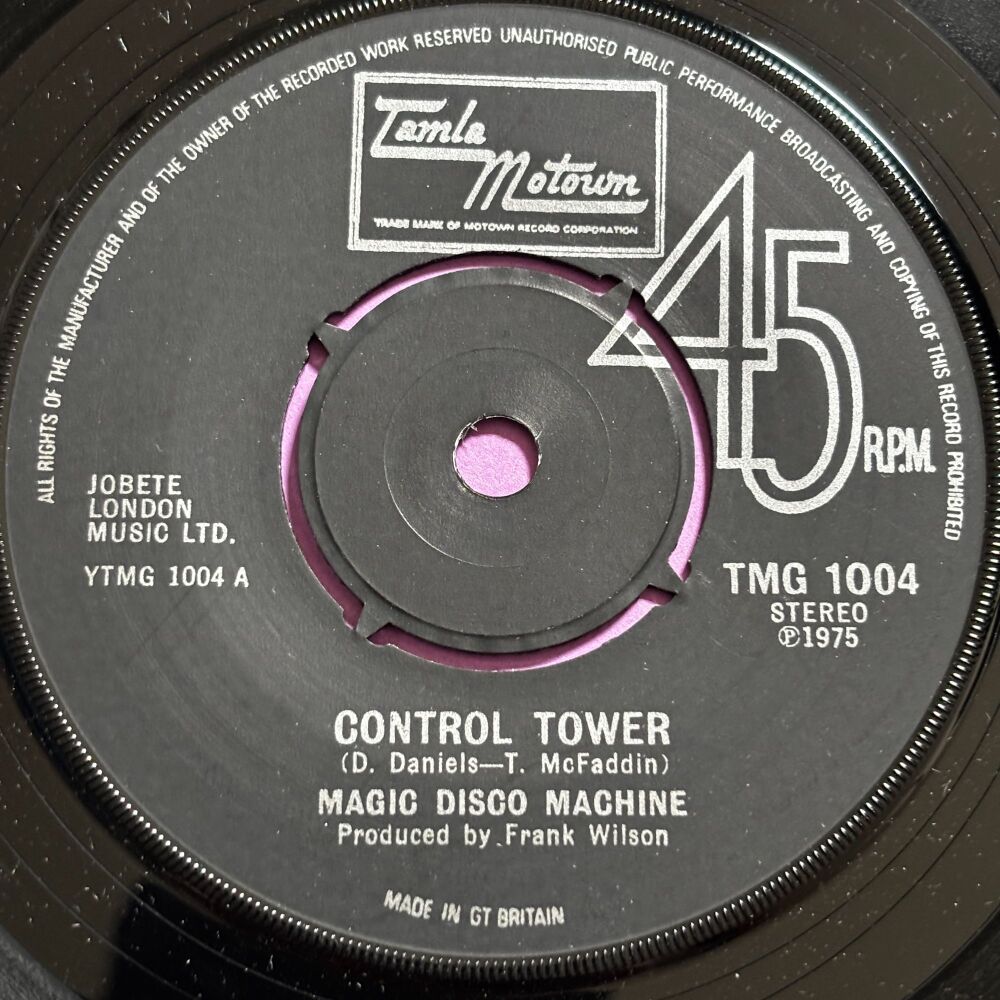 ALL RIGHTS OF THE MANUFACTURER AND OF THE OWNER OF THE RECORDED WORK RESERVED UNAUTHORISED PUBLIC PERFORMANCE BROADCASTING AND COPYING OF THIS RECORD PROHIBITED
Tamla
Motown
TRADE MARK OF MOTOWN RECORD CORPORATION
45
R.P.M.
JOBETE
LONDON
MUSIC LTD.
YTMG 1004 A
TMG 1004
STEREO
℗1975
CONTROL TOWER
(D. Daniels—T. McFaddin)
MAGIC DISCO MACHINE
Produced by Frank Wilson
MADE IN GT BRITAIN